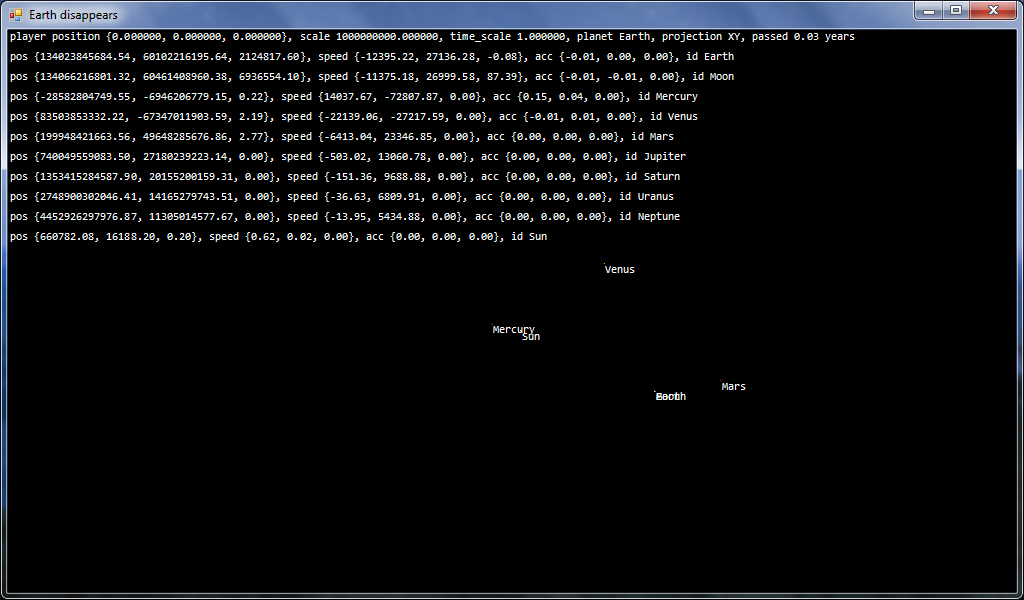 Earth disappears
player position {0.000000, 0.000000, 0.000000}, scale 1000000000.000000, time_scale 1.000000, planet Earth, projection XY, passed 0.03 years
pos {134023845684.54, 60102216195.64, 2124817.60}, speed {-12395.22, 27136.28, -0.08}, acc {-0.01, 0.00, 0.00}, id Earth
pos {134066216801.32, 60461408960.38, 6936554.10}, speed {-11375.18, 26999.58, 87.39}, acc {-0.01, -0.01, 0.00}, id Moon
pos {-28582804749.55, -6946206779.15, 0.22}, speed {14037.67, -72807.87, 0.00}, acc {0.15, 0.04, 0.00}, id Mercury
pos {83503853332.22, -67347011903.59, 2.19}, speed {-22139.06, -27217.59, 0.00}, acc {-0.01, 0.01, 0.00}, id Venus
pos {199948421663.56, 49648285676.86, 2.77}, speed {-6413.04, 23346.85, 0.00}, acc {0.00, 0.00, 0.00}, id Mars
pos {740049559083.50, 27180239223.14, 0.00}, speed {-503.02, 13060.78, 0.00}, acc {0.00, 0.00, 0.00}, id Jupiter
pos {1353415284587.90, 20155200159.31, 0.00}, speed {-151.36, 9688.88, 0.00}, acc {0.00, 0.00, 0.00}, id Saturn
pos {2748900302046.41, 14165279743.51, 0.00}, speed {-36.63, 6809.91, 0.00}, acc {0.00, 0.00, 0.00}, id Uranus
pos {4452926297976.87, 11305014577.67, 0.00}, speed {-13.95, 5434.88, 0.00}, acc {0.00, 0.00, 0.00}, id Neptune
pos {660782.08, 16188.20, 0.20}, speed {0.62, 0.02, 0.00}, acc {0.00, 0.00, 0.00}, id Sun
Venus
Mercury
Sun
Mars